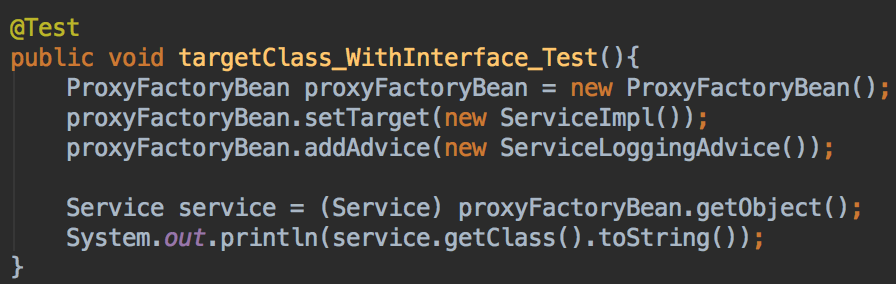 @Test
public void targetClass_WithInterface_Test(){
    ProxyFactoryBean proxyFactoryBean = new ProxyFactoryBean();
    proxyFactoryBean.setTarget(new ServiceImpl());
    proxyFactoryBean.addAdvice(new ServiceLoggingAdvice());

    Service service = (Service) proxyFactoryBean.getObject();
    System.out.println(service.getClass().toString());
}